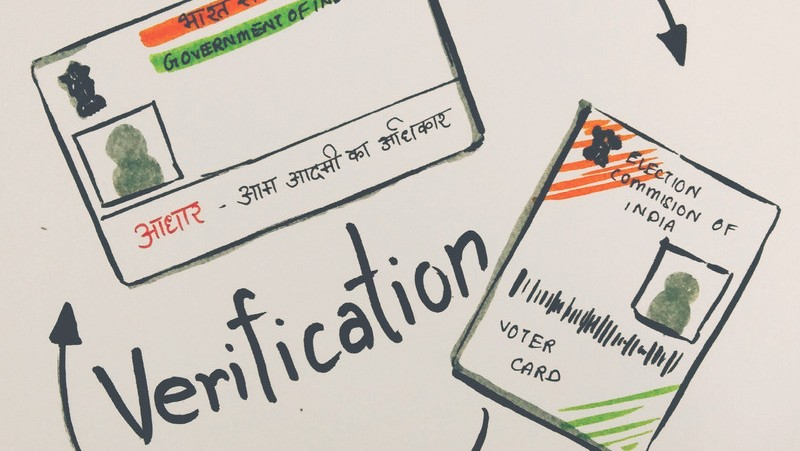 भारत स
GOVERNMENT OF IND
आधार - आम आदमी का अधिकार
Verification
ELECTION
COMMISION OF
INDIA
VOTER
CARD